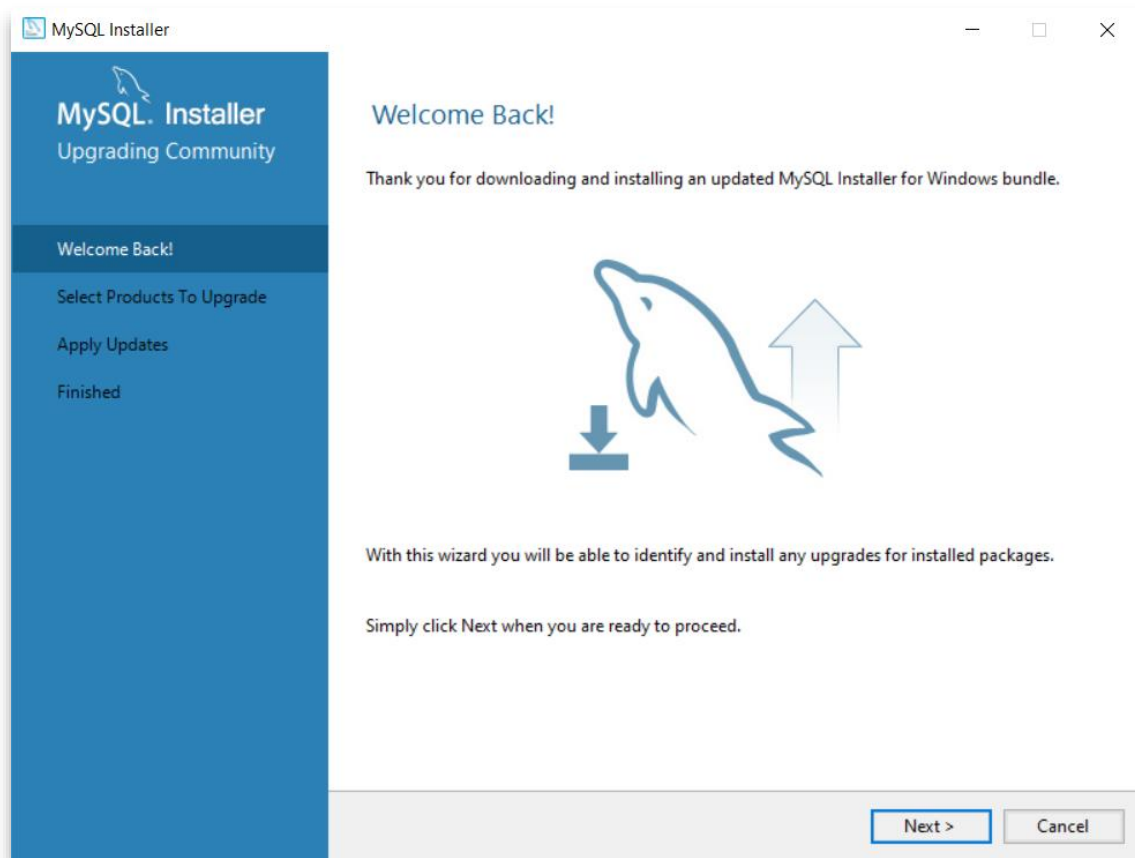 MySQL Installer
MySQL. Installer
Upgrading Community
Welcome Back!
Select Products To Upgrade
Apply Updates
Finished
Welcome Back!
Thank you for downloading and installing an updated MySQL Installer for Windows bundle.
With this wizard you will be able to identify and install any upgrades for installed packages.
Simply click Next when you are ready to proceed.
Next >
Cancel